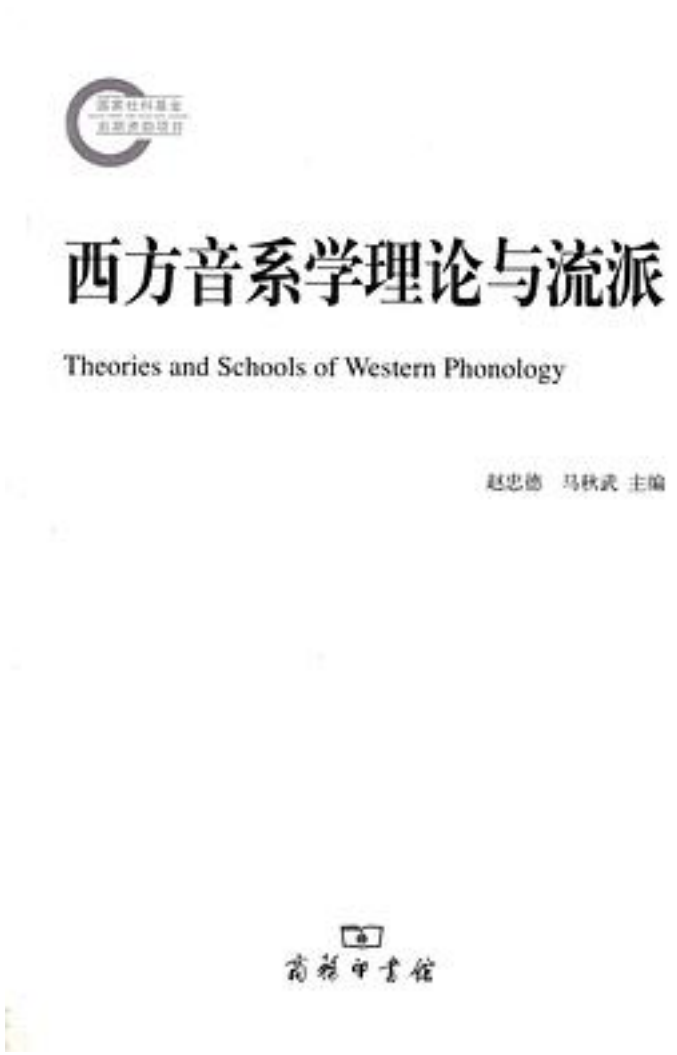 国家社科基金
后期资助项目
西方音系学理论与流派
Theories and Schools of Western Phonology
赵忠德 马秋武 主编
商務印書館